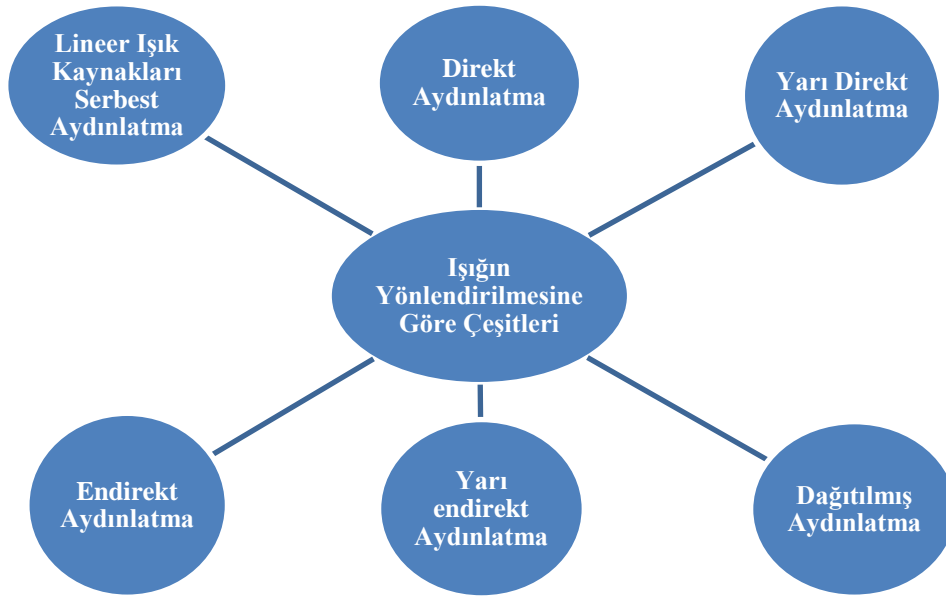 Lineer Işık
Kaynakları
Serbest
Aydınlatma
Direkt
Aydınlatma
Yarı Direkt
Aydınlatma
Işığın
Yönlendirilmesine
Göre Çeşitleri
Endirekt
Aydınlatma
Yarı
endirekt
Aydınlatma
Dağıtılmış
Aydınlatma